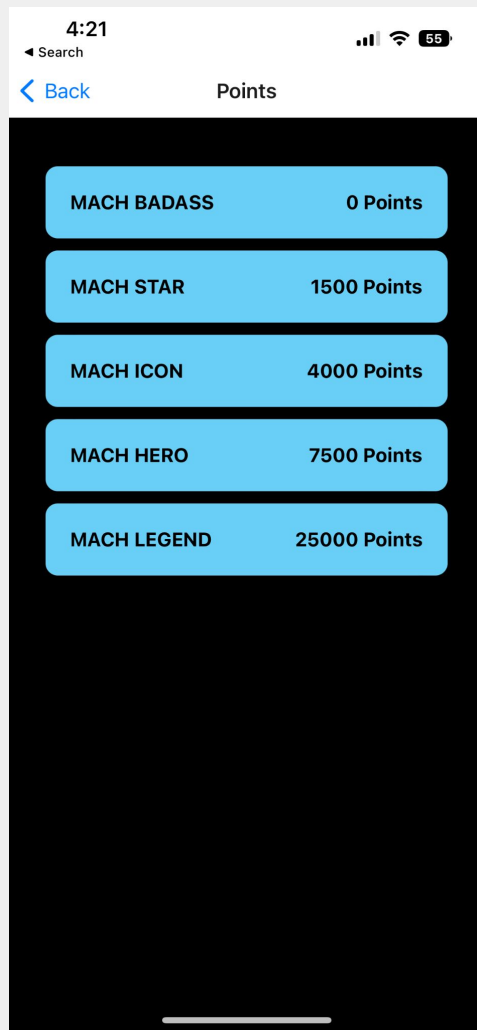 4:21
◀ Search
55
Back
Points
MACH BADASS 0 Points
MACH STAR 1500 Points
MACH ICON 4000 Points
MACH HERO 7500 Points
MACH LEGEND 25000 Points